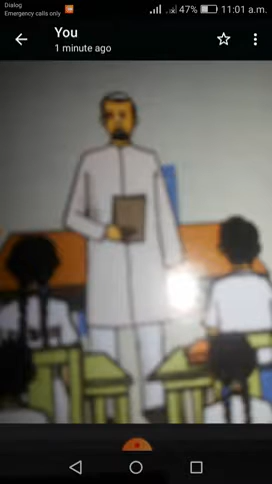 Dialog
Emergency calls only
47% 11:01 a.m.
You
1 minute ago